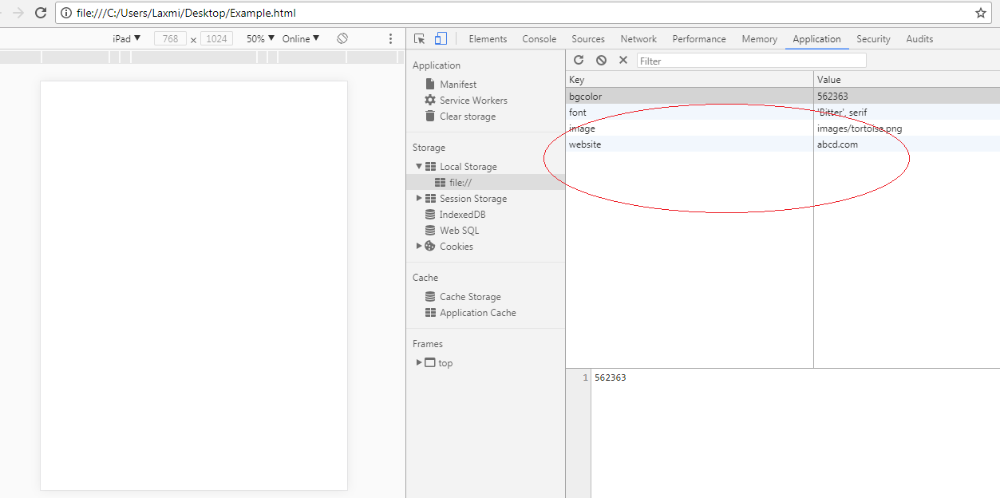 file:///C:/Users/Laxmi/Desktop/Example.html
iPad ▼ 768 × 1024 50% ▼ Online ▼
Elements Console Sources Network Performance Memory Application Security Audits
Filter
Application
Manifest
Service Workers
Clear storage
Storage
Local Storage
file://
Session Storage
IndexedDB
Web SQL
Cookies
Cache
Cache Storage
Application Cache
Frames
top
Key Value
bgcolor 562363
font 'Bitter', serif
image images/tortoise.png
website abcd.com
1 562363